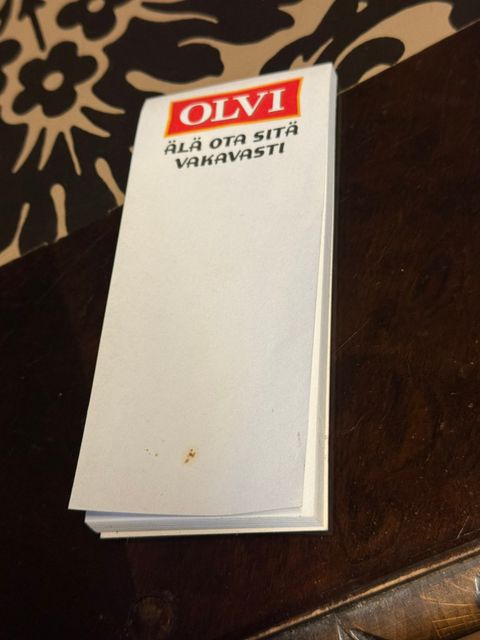 OLVI
ÄLÄ OTA SITÄ
VAKAVASTI